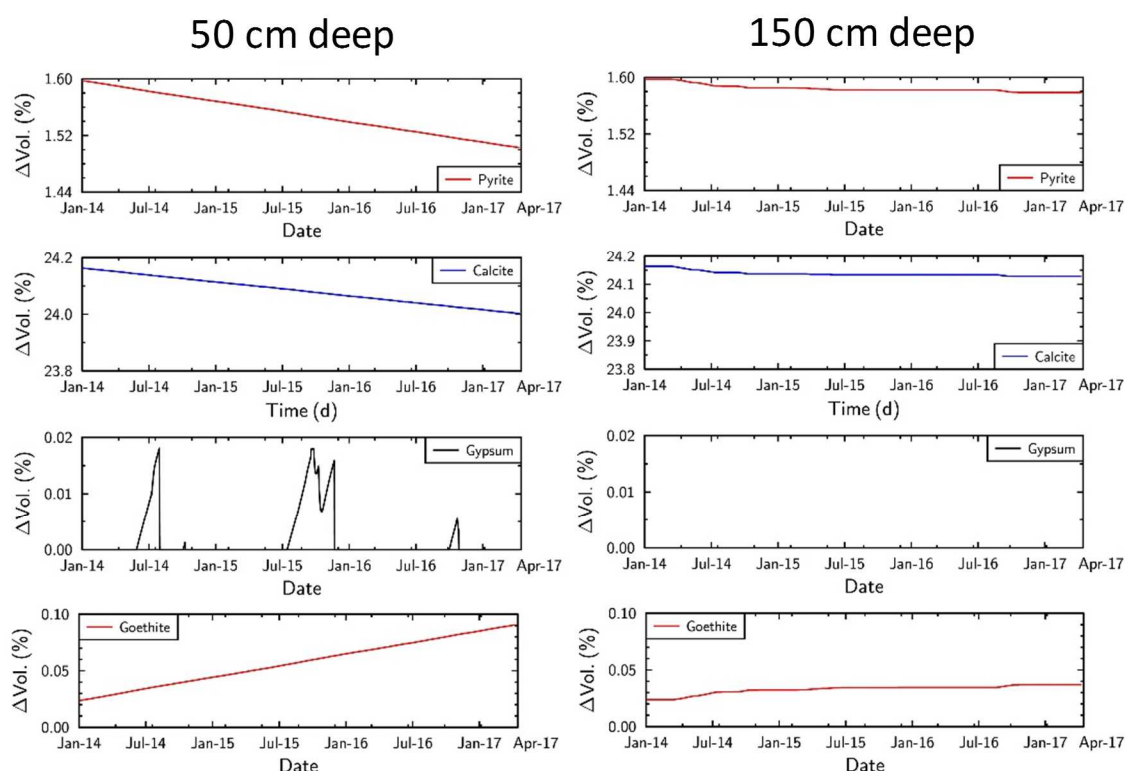 50 cm deep
150 cm deep
1.60
1.52
1.44
ΔVol. (%)
Pyrite
Jan-14 Jul-14 Jan-15 Jul-15 Jan-16 Jul-16 Jan-17 Apr-17
Date
1.60
1.52
1.44
ΔVol. (%)
Pyrite
Jan-14 Jul-14 Jan-15 Jul-15 Jan-16 Jul-16 Jan-17 Apr-17
Date
24.2
24.0
23.8
ΔVol. (%)
Calcite
Jan-14 Jul-14 Jan-15 Jul-15 Jan-16 Jul-16 Jan-17 Apr-17
Time (d)
24.2
24.1
24.0
23.9
23.8
ΔVol. (%)
Calcite
Jan-14 Jul-14 Jan-15 Jul-15 Jan-16 Jul-16 Jan-17 Apr-17
Time (d)
0.02
0.01
0.00
ΔVol. (%)
Gypsum
Jan-14 Jul-14 Jan-15 Jul-15 Jan-16 Jul-16 Jan-17 Apr-17
Date
0.02
0.01
0.00
ΔVol. (%)
Gypsum
Jan-14 Jul-14 Jan-15 Jul-15 Jan-16 Jul-16 Jan-17 Apr-17
Date
0.10
0.05
0.00
ΔVol. (%)
Goethite
Jan-14 Jul-14 Jan-15 Jul-15 Jan-16 Jul-16 Jan-17 Apr-17
Date
0.10
0.05
0.00
ΔVol. (%)
Goethite
Jan-14 Jul-14 Jan-15 Jul-15 Jan-16 Jul-16 Jan-17 Apr-17
Date